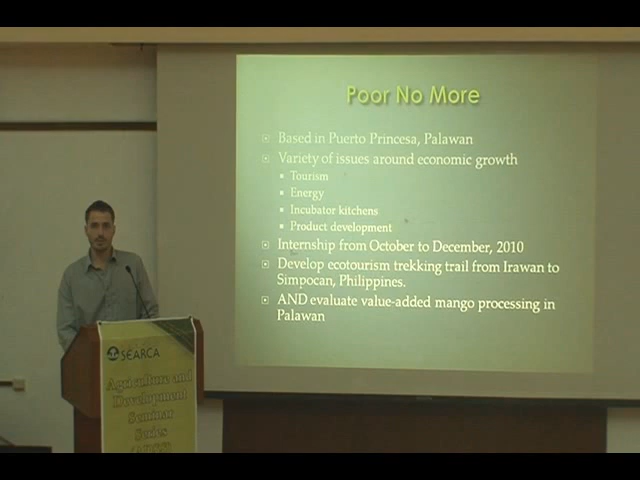 Poor No More
Based in Puerto Princesa, Palawan
Variety of issues around economic growth
Tourism
Energy
Incubator kitchens
Product development
Internship from October to December, 2010
Develop ecotourism trekking trail from Irawan to
Simpocan, Philippines.
AND evaluate value-added mango processing in
Palawan
SEARCA
Agriculture and
Development
Seminar
Series